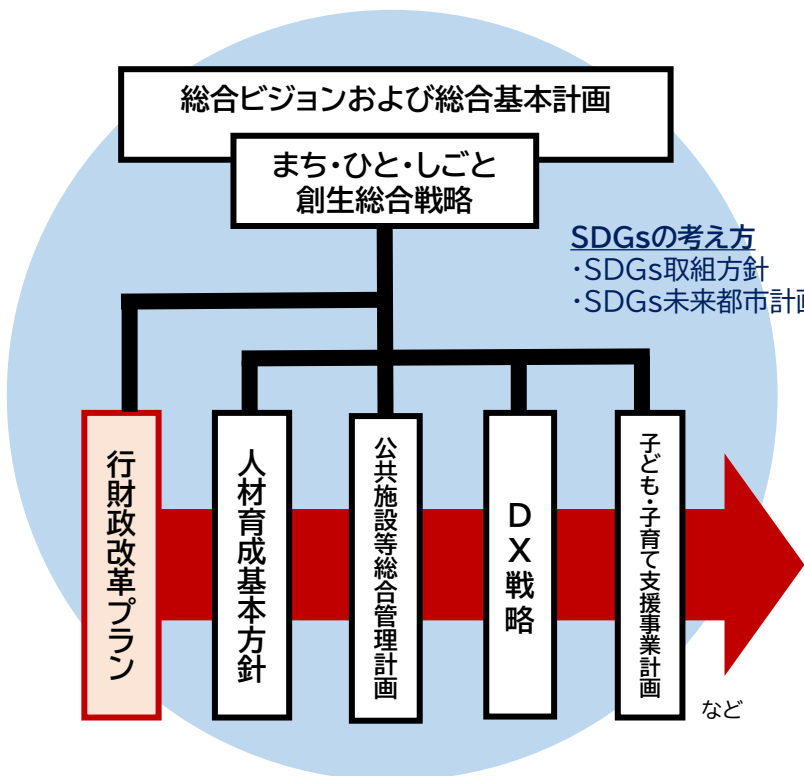 総合ビジョンおよび総合基本計画
まち・ひと・しごと
創生総合戦略
SDGsの考え方
・SDGs取組方針
・SDGs未来都市計画
行財政改革プラン
人材育成基本方針
公共施設等総合管理計画
DX戦略
子ども・子育て支援事業計画
など